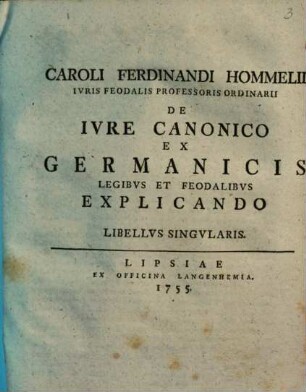 3
CAROLI FERDINANDI HOMMELII
IVRIS FEODALIS PROFESSORIS ORDINARII
DE
IVRE CANONICO
EX
GERMANICIS
LEGIBVS ET FEODALIBVS
EXPLICANDO
LIBELLVS SINGVLARIS.
LIPSIAE
EX OFFICINA LANGENHEMIA.
1755.